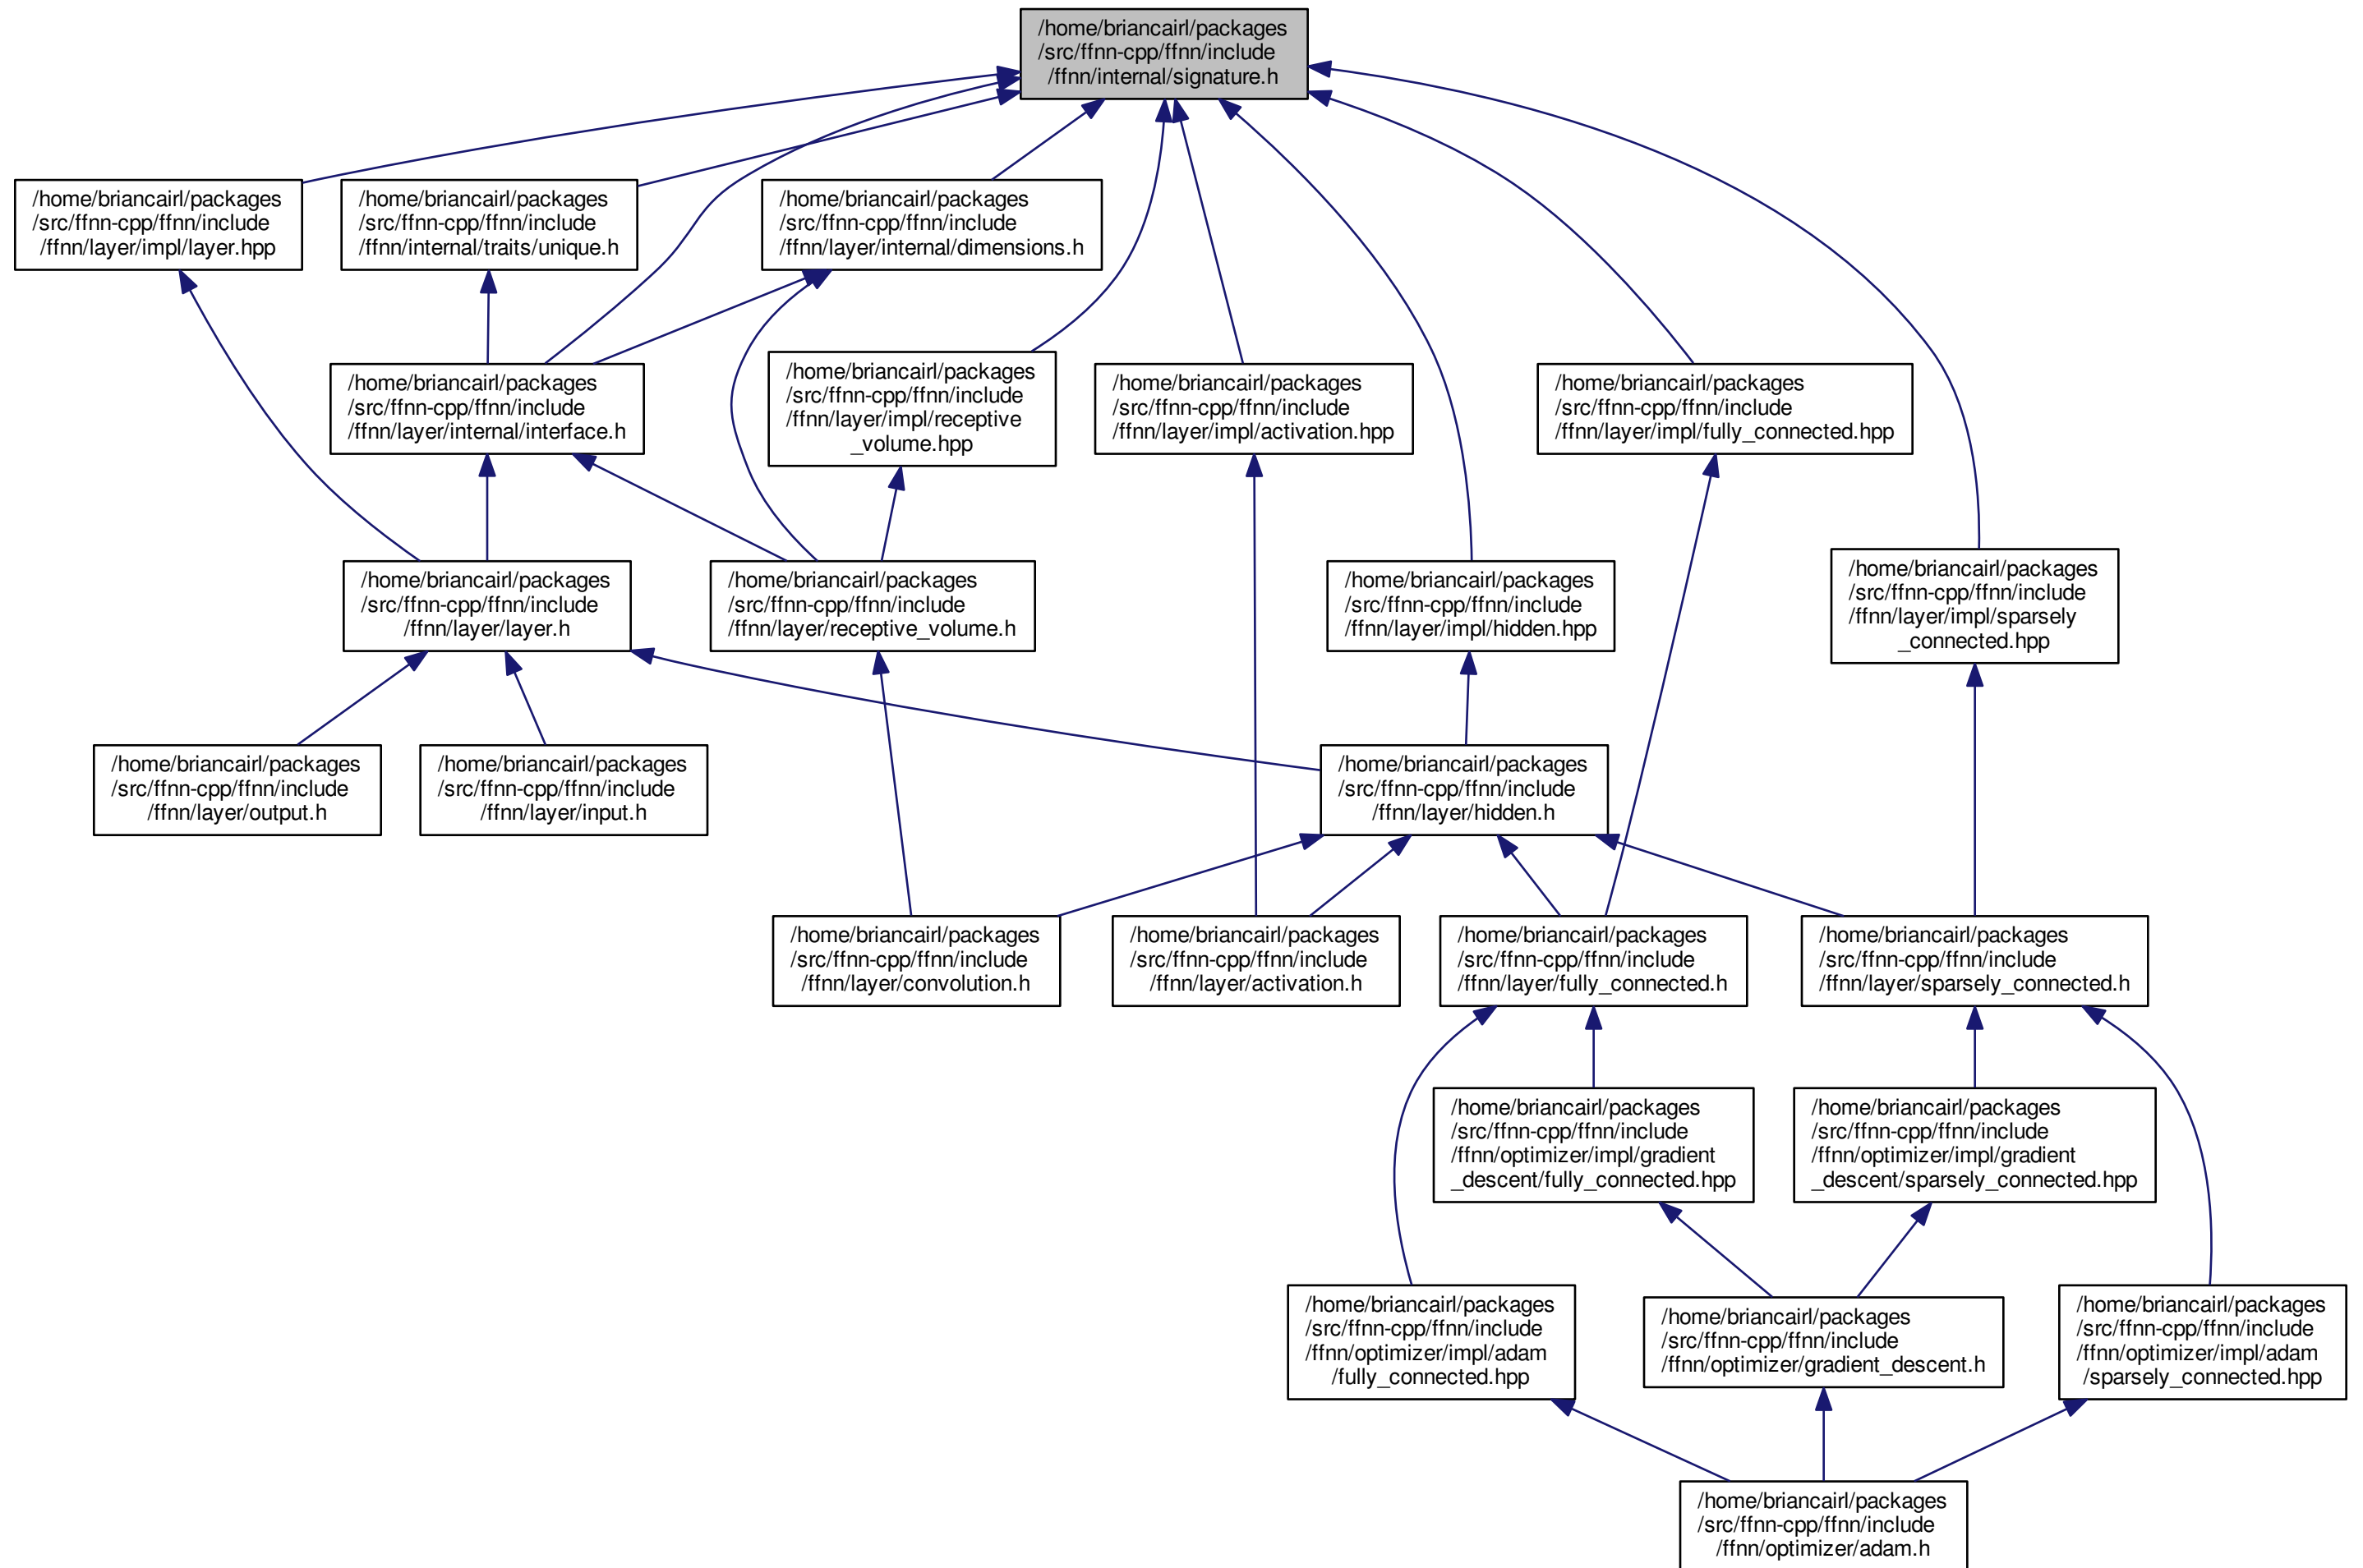 /home/briancairl/packages
/src/ffnn-cpp/ffnn/include
/ffnn/internal/signature.h
/home/briancairl/packages
/src/ffnn-cpp/ffnn/include
/ffnn/layer/impl/layer.hpp
/home/briancairl/packages
/src/ffnn-cpp/ffnn/include
/ffnn/internal/traits/unique.h
/home/briancairl/packages
/src/ffnn-cpp/ffnn/include
/ffnn/layer/internal/dimensions.h
/home/briancairl/packages
/src/ffnn-cpp/ffnn/include
/ffnn/layer/internal/interface.h
/home/briancairl/packages
/src/ffnn-cpp/ffnn/include
/ffnn/layer/impl/receptive
_volume.hpp
/home/briancairl/packages
/src/ffnn-cpp/ffnn/include
/ffnn/layer/impl/activation.hpp
/home/briancairl/packages
/src/ffnn-cpp/ffnn/include
/ffnn/layer/impl/fully_connected.hpp
/home/briancairl/packages
/src/ffnn-cpp/ffnn/include
/ffnn/layer/layer.h
/home/briancairl/packages
/src/ffnn-cpp/ffnn/include
/ffnn/layer/receptive_volume.h
/home/briancairl/packages
/src/ffnn-cpp/ffnn/include
/ffnn/layer/impl/hidden.hpp
/home/briancairl/packages
/src/ffnn-cpp/ffnn/include
/ffnn/layer/impl/sparsely
_connected.hpp
/home/briancairl/packages
/src/ffnn-cpp/ffnn/include
/ffnn/layer/output.h
/home/briancairl/packages
/src/ffnn-cpp/ffnn/include
/ffnn/layer/input.h
/home/briancairl/packages
/src/ffnn-cpp/ffnn/include
/ffnn/layer/hidden.h
/home/briancairl/packages
/src/ffnn-cpp/ffnn/include
/ffnn/layer/convolution.h
/home/briancairl/packages
/src/ffnn-cpp/ffnn/include
/ffnn/layer/activation.h
/home/briancairl/packages
/src/ffnn-cpp/ffnn/include
/ffnn/layer/fully_connected.h
/home/briancairl/packages
/src/ffnn-cpp/ffnn/include
/ffnn/layer/sparsely_connected.h
/home/briancairl/packages
/src/ffnn-cpp/ffnn/include
/ffnn/optimizer/impl/gradient
_descent/fully_connected.hpp
/home/briancairl/packages
/src/ffnn-cpp/ffnn/include
/ffnn/optimizer/impl/gradient
_descent/sparsely_connected.hpp
/home/briancairl/packages
/src/ffnn-cpp/ffnn/include
/ffnn/optimizer/impl/adam
/fully_connected.hpp
/home/briancairl/packages
/src/ffnn-cpp/ffnn/include
/ffnn/optimizer/gradient_descent.h
/home/briancairl/packages
/src/ffnn-cpp/ffnn/include
/ffnn/optimizer/impl/adam
/sparsely_connected.hpp
/home/briancairl/packages
/src/ffnn-cpp/ffnn/include
/ffnn/optimizer/adam.h